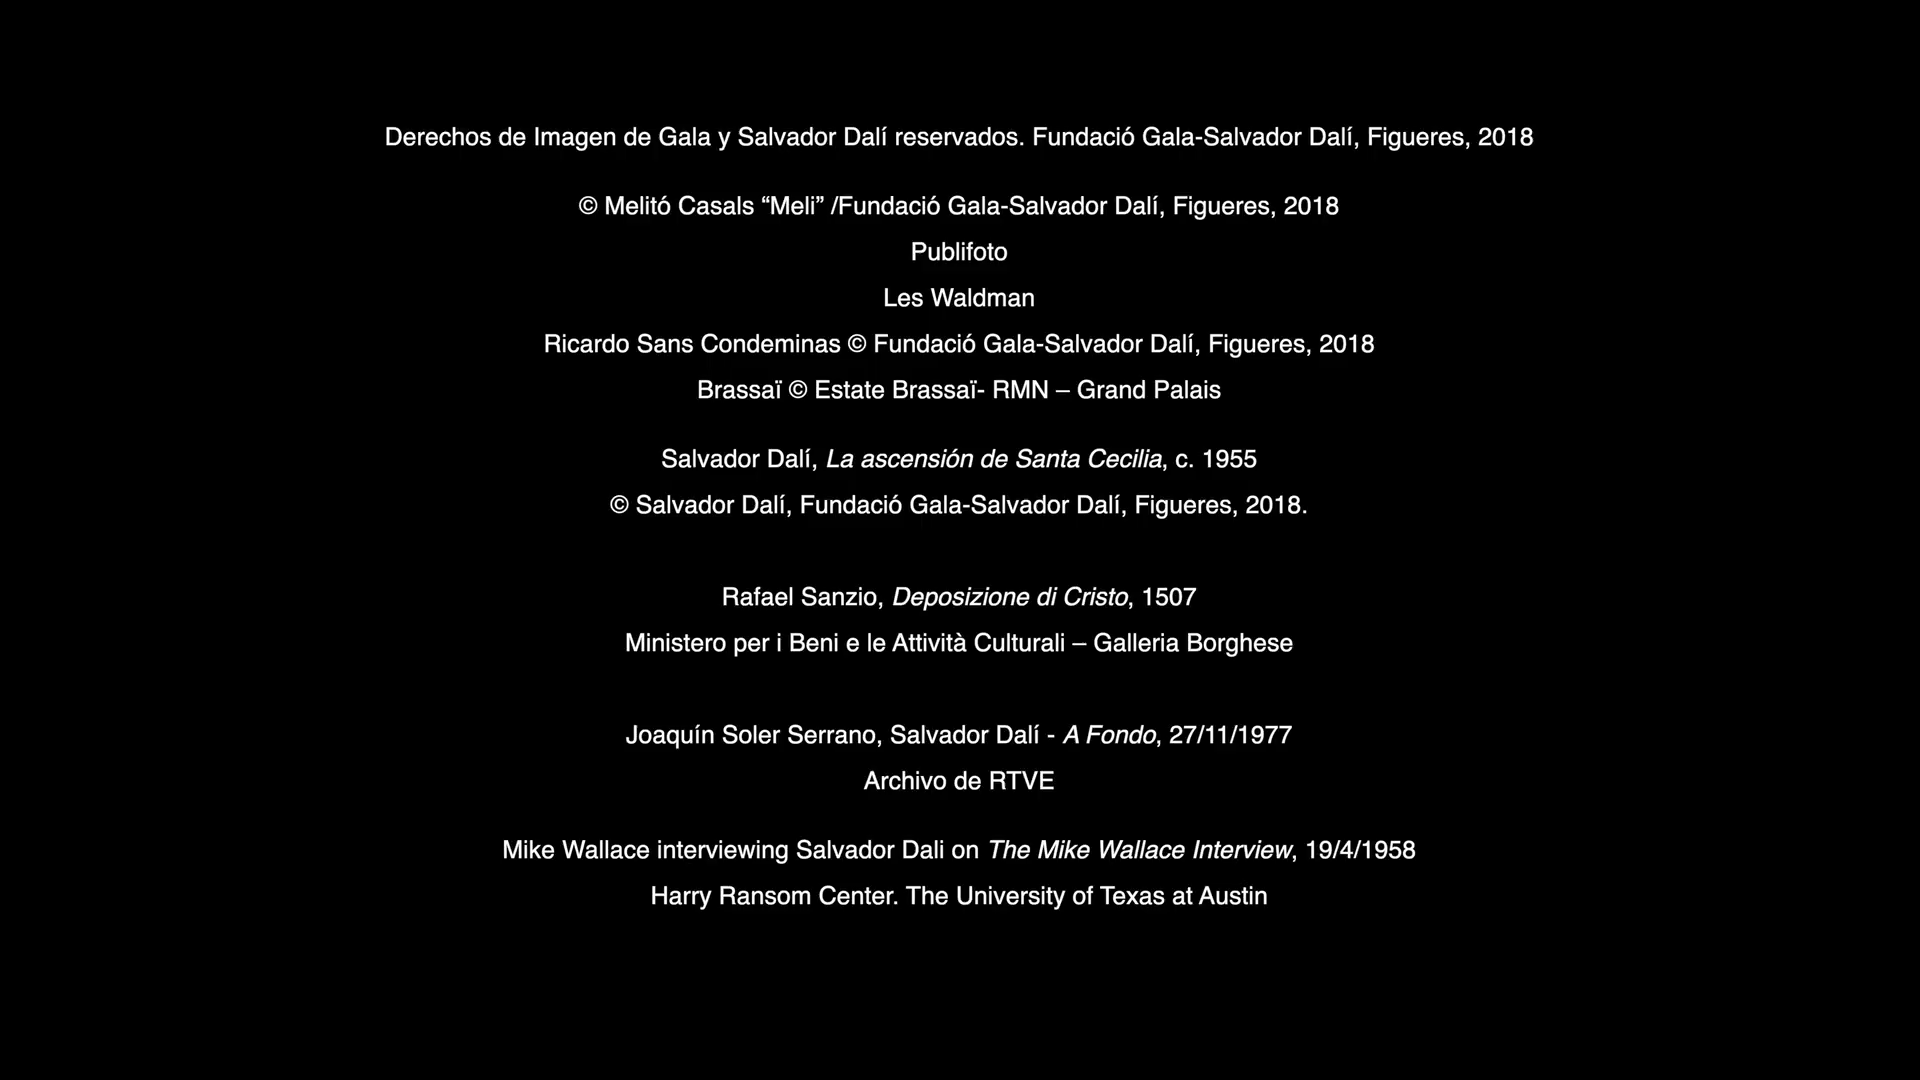 Derechos de Imagen de Gala y Salvador Dalí reservados. Fundació Gala-Salvador Dalí, Figueres, 2018
© Melitó Casals “Meli” /Fundació Gala-Salvador Dalí, Figueres, 2018
Publifoto
Les Waldman
Ricardo Sans Condeminas © Fundació Gala-Salvador Dalí, Figueres, 2018
Brassaï © Estate Brassaï- RMN – Grand Palais
Salvador Dalí, La ascensión de Santa Cecilia, c. 1955
© Salvador Dalí, Fundació Gala-Salvador Dalí, Figueres, 2018.
Rafael Sanzio, Deposizione di Cristo, 1507
Ministero per i Beni e le Attività Culturali – Galleria Borghese
Joaquín Soler Serrano, Salvador Dalí - A Fondo, 27/11/1977
Archivo de RTVE
Mike Wallace interviewing Salvador Dali on The Mike Wallace Interview, 19/4/1958
Harry Ransom Center. The University of Texas at Austin